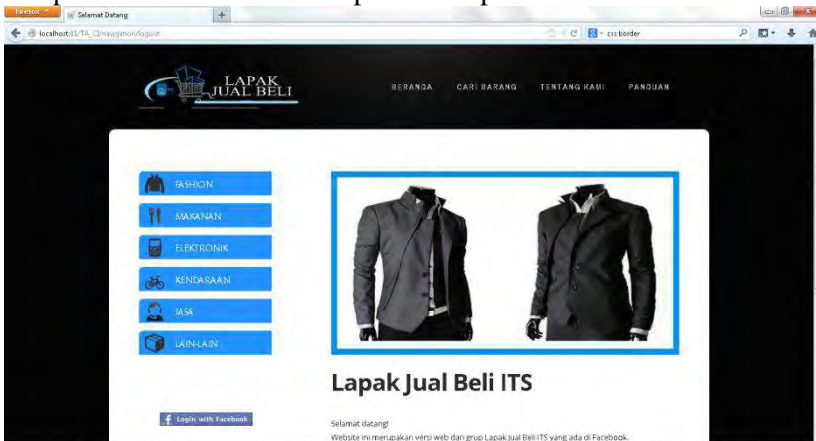 Firefox
Selamat Datang
localhost:81/TA_CI/navigation/logout
css border
LAPAK
JUAL BELI
BERANDA CARI BARANG TENTANG KAMI PANDUAN
FASHION
MAKANAN
ELEKTRONIK
KENDARAAN
JASA
LAIN-LAIN
Login with Facebook
Lapak Jual Beli ITS
Selamat datang!
Website ini merupakan versi web dari grup Lapak Jual Beli ITS yang ada di Facebook.